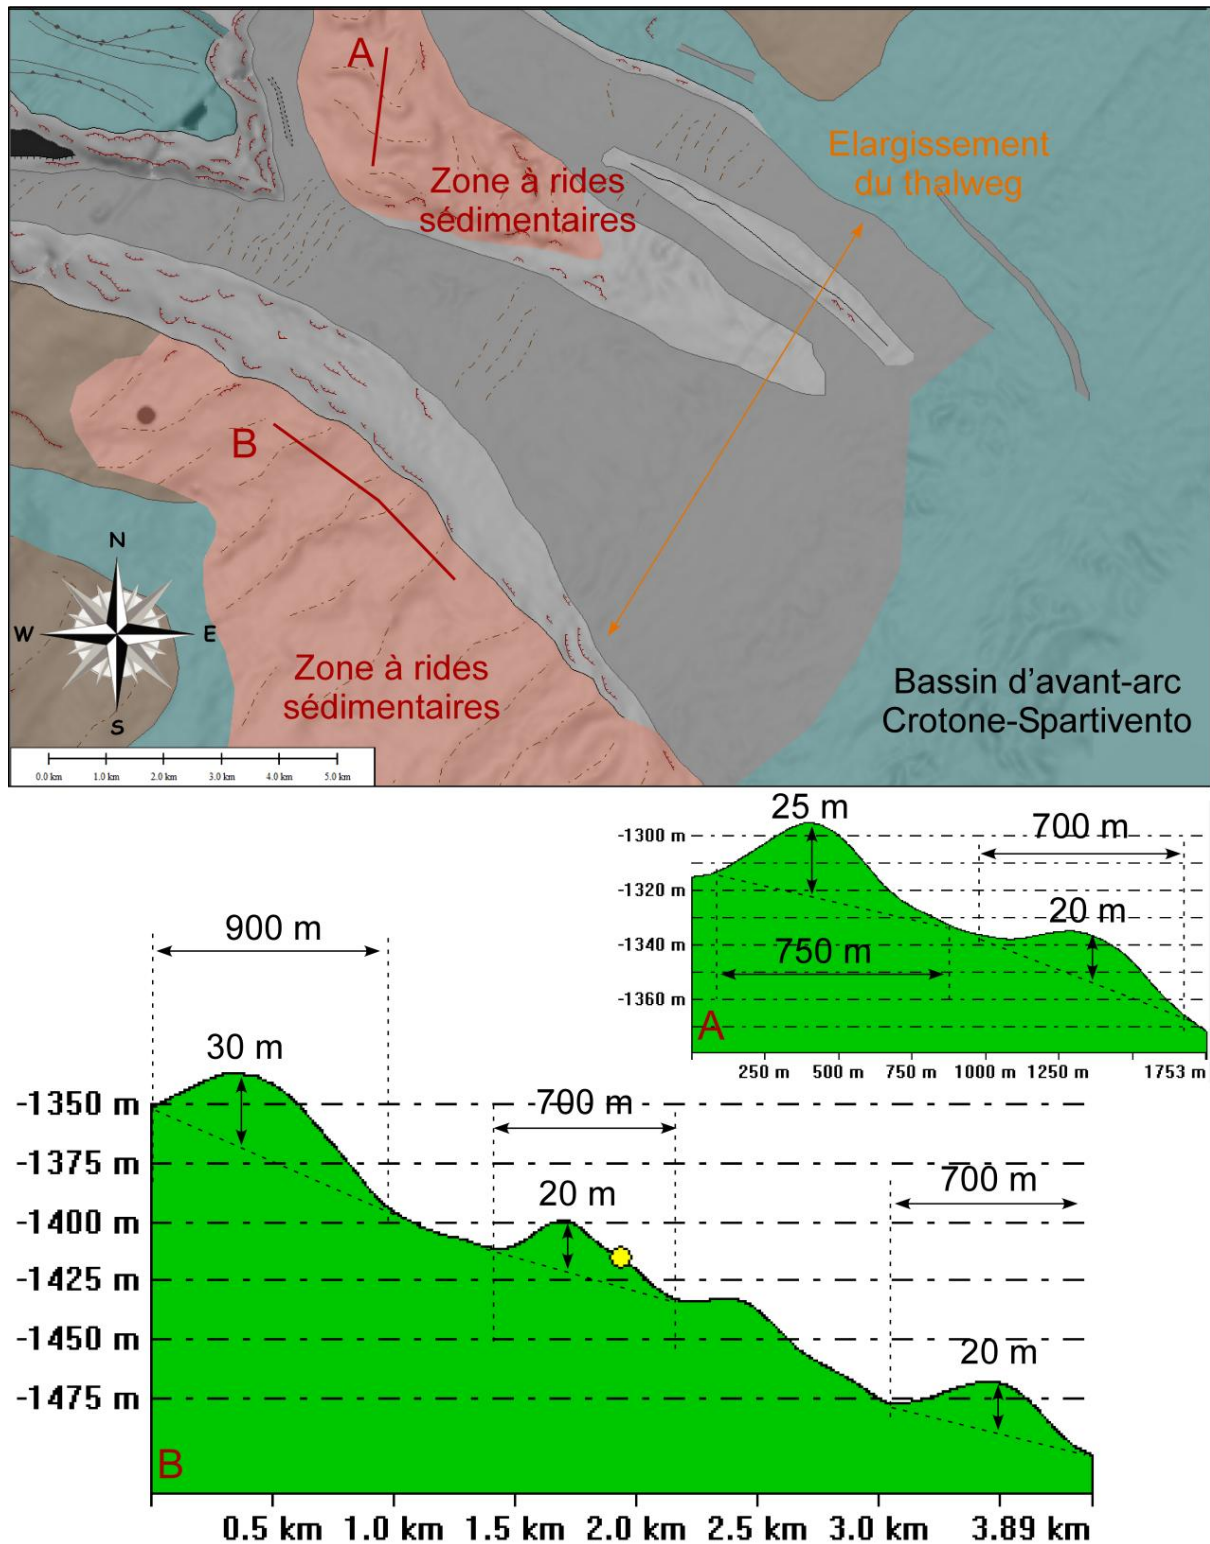 A
Elargissement
du thalweg
Zone à rides
sédimentaires
B
N
W
E
S
Zone à rides
sédimentaires
Bassin d'avant-arc
Crotone-Spartivento
0.0 km 1.0 km 2.0 km 3.0 km 4.0 km 5.0 km
25 m
700 m
-1300 m
-1320 m
20 m
-1340 m
750 m
-1360 m
A
250 m 500 m 750 m 1000 m 1250 m 1753 m
900 m
30 m
-1350 m
700 m
-1375 m
700 m
20 m
-1400 m
-1425 m
-1450 m
20 m
-1475 m
B
0.5 km 1.0 km 1.5 km 2.0 km 2.5 km 3.0 km 3.89 km